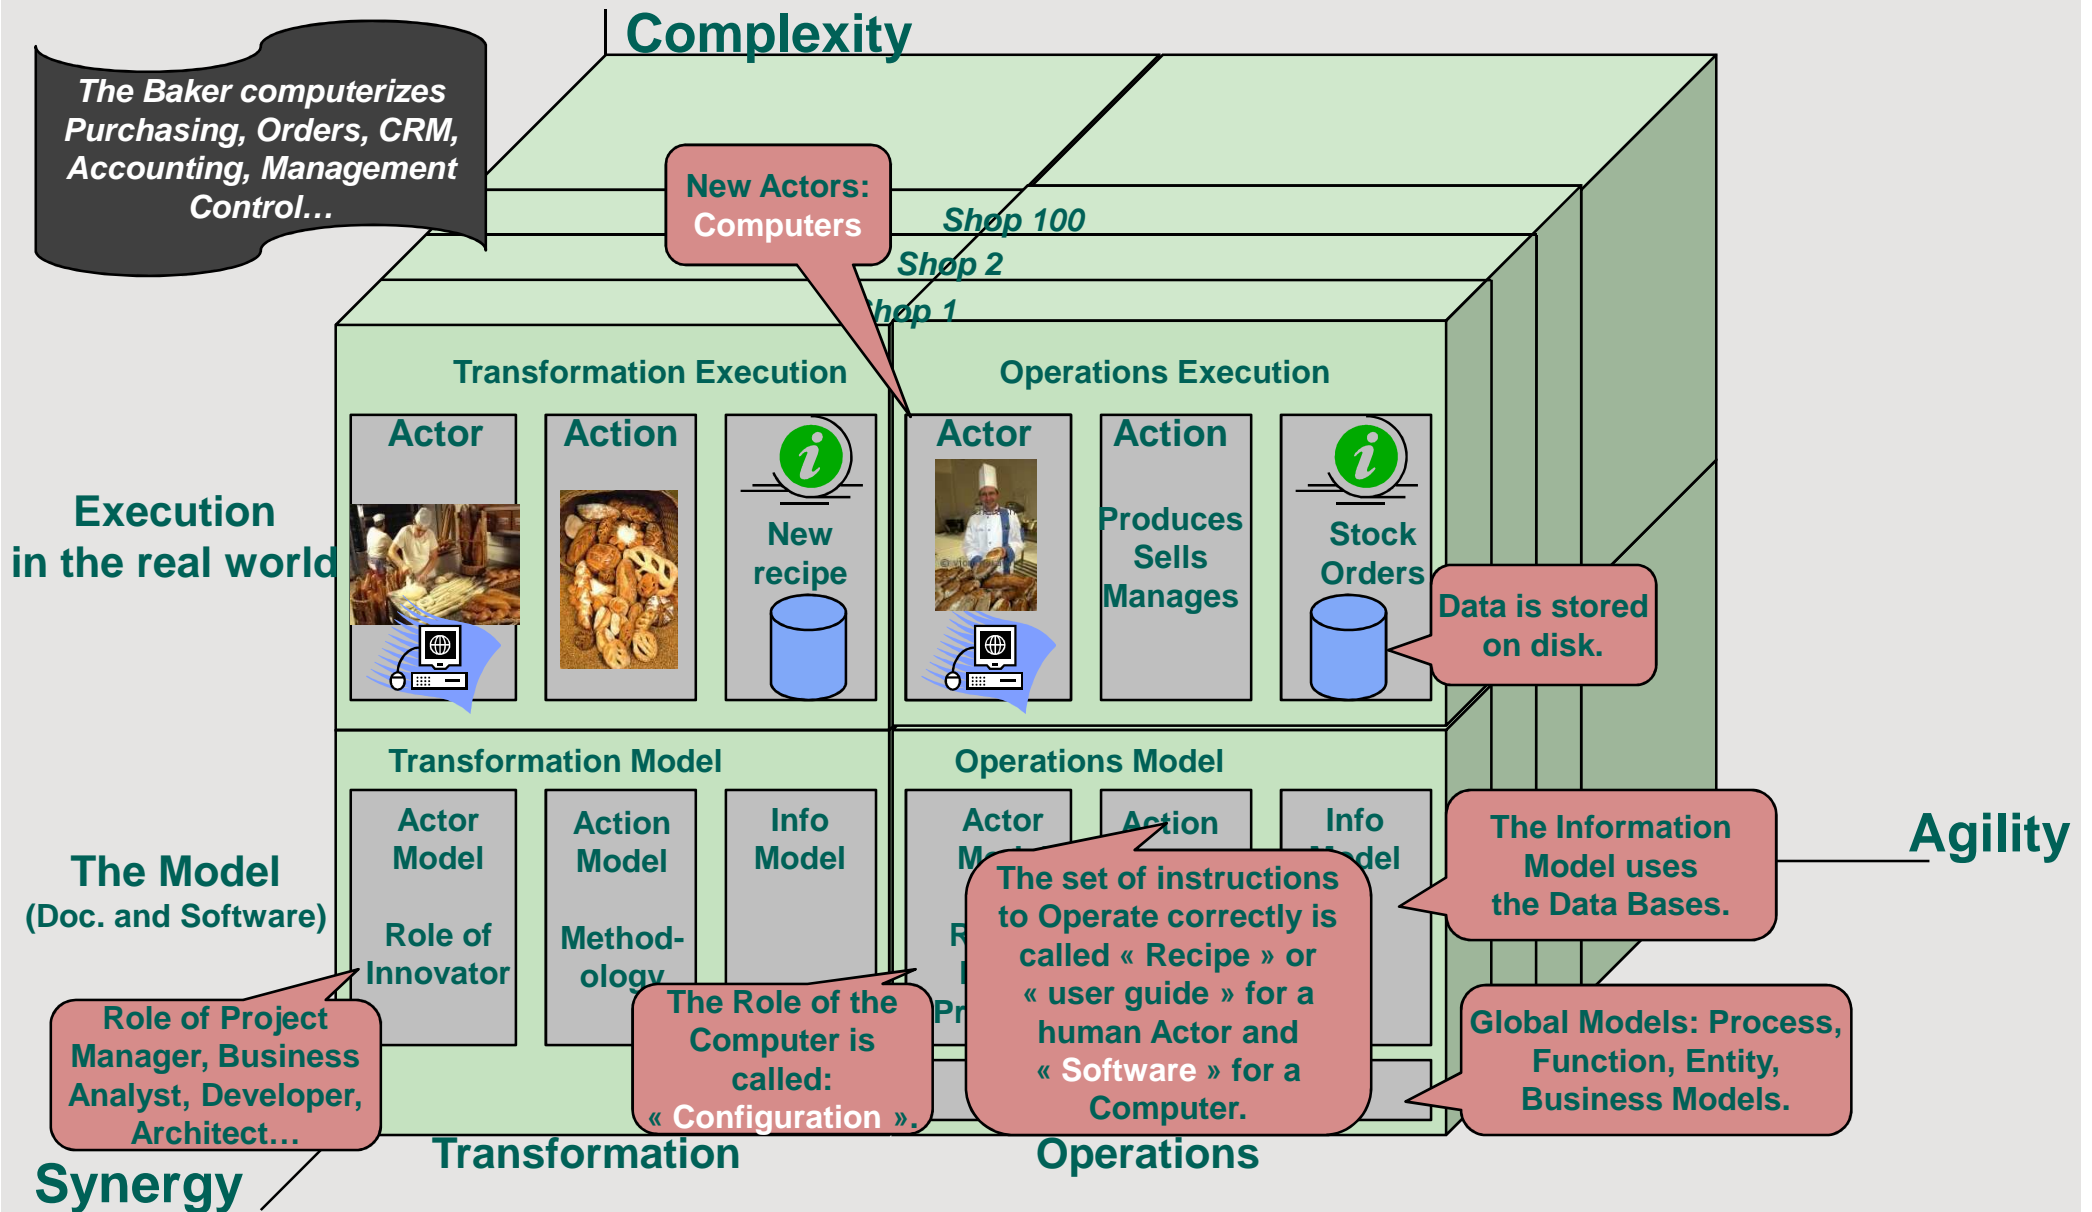 Complexity
The Baker computerizes
Purchasing, Orders, CRM,
Accounting, Management
Control…
New Actors:
Computers
Shop 100
Shop 2
hop 1
Transformation Execution
Operations Execution
Actor
Action
New
recipe
Actor
Action
Produces
Sells
Manages
Stock
Orders
Execution
in the real world
Data is stored
on disk.
Transformation Model
Operations Model
Actor
Model
Role of
Innovator
Action
Model
Method-
ology
Info
Model
Actor
Action
Info
The Model
(Doc. and Software)
The set of instructions
to Operate correctly is
called « Recipe » or
« user guide » for a
human Actor and
« Software » for a
Computer.
The Information
Model uses
the Data Bases.
Agility
Role of Project
Manager, Business
Analyst, Developer,
Architect…
The Role of the
Computer is
called:
« Configuration ».
Global Models: Process,
Function, Entity,
Business Models.
Transformation
Operations
Synergy